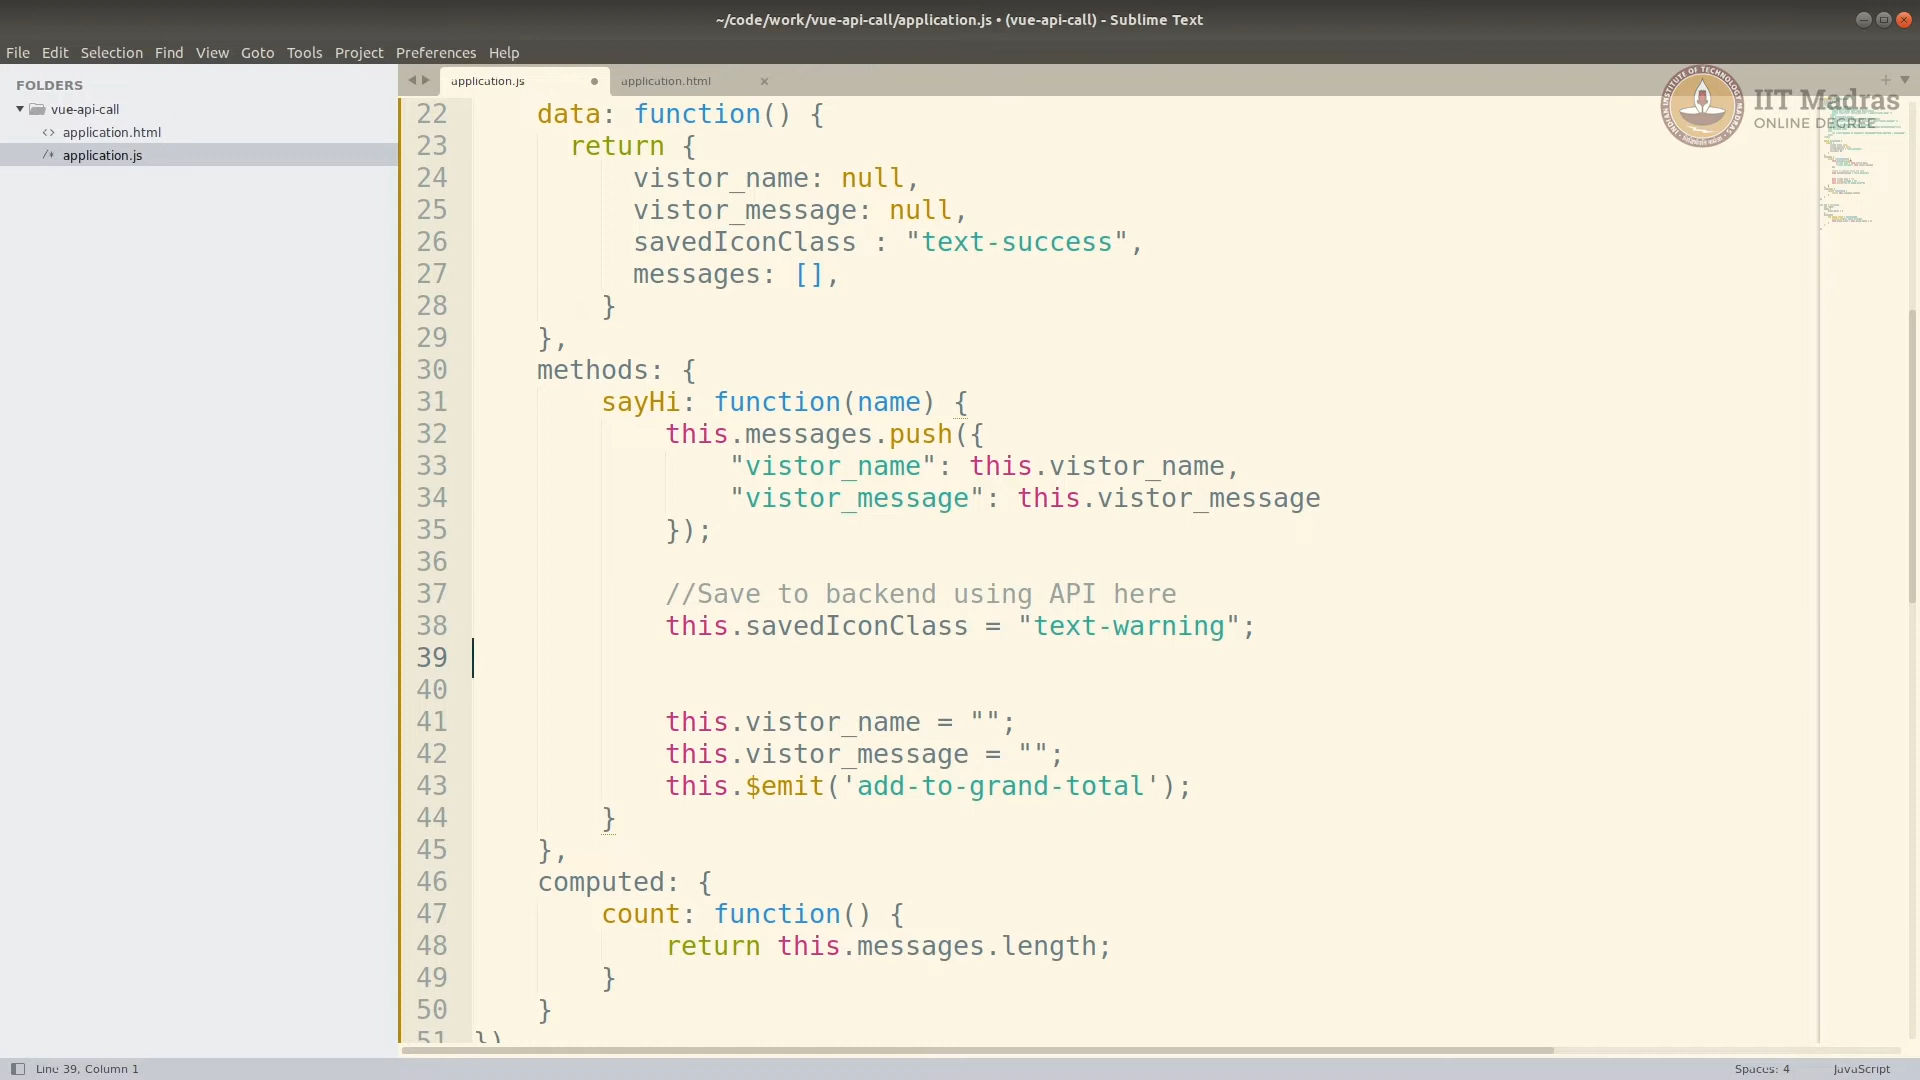 ~/code/work/vue-api-call/application.js • (vue-api-call) - Sublime Text
File Edit Selection Find View Goto Tools Project Preferences Help
FOLDERS
vue-api-call
<> application.html
/* application.js
application.js
application.html
IIT Madras
ONLINE DEGREE
22 data: function() {
23 return {
24 vistor_name: null,
25 vistor_message: null,
26 savedIconClass : "text-success",
27 messages: [],
28 }
29 },
30 methods: {
31 sayHi: function(name) {
32 this.messages.push({
33 "vistor_name": this.vistor_name,
34 "vistor_message": this.vistor_message
35 });
36
37 //Save to backend using API here
38 this.savedIconClass = "text-warning";
39
40
41 this.vistor_name = "";
42 this.vistor_message = "";
43 this.$emit('add-to-grand-total');
44 }
45 },
46 computed: {
47 count: function() {
48 return this.messages.length;
49 }
50 }
51 })
Line 39, Column 1
Spaces: 4
JavaScript